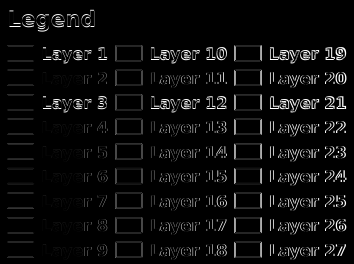 Legend
Layer 1 Layer 10 Layer 19
Layer 2 Layer 11 Layer 20
Layer 3 Layer 12 Layer 21
Layer 4 Layer 13 Layer 22
Layer 5 Layer 14 Layer 23
Layer 6 Layer 15 Layer 24
Layer 7 Layer 16 Layer 25
Layer 8 Layer 17 Layer 26
Layer 9 Layer 18 Layer 27